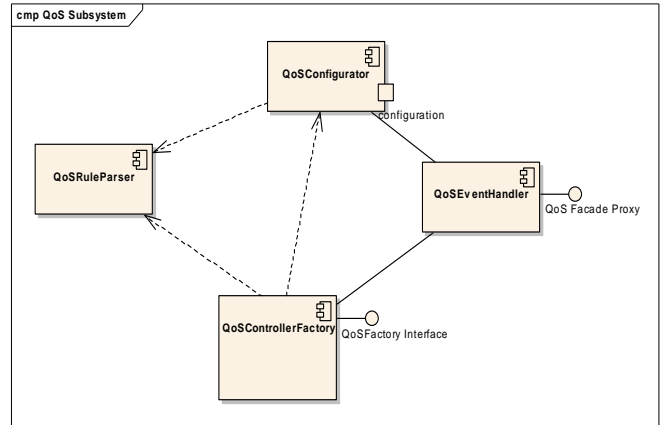 cmp QoS Subsystem
QoSConfigurator
configuration
QoSRuleParser
QoSEventHandler
QoS Facade Proxy
QoSControllerFactory
QoSFactory Interface